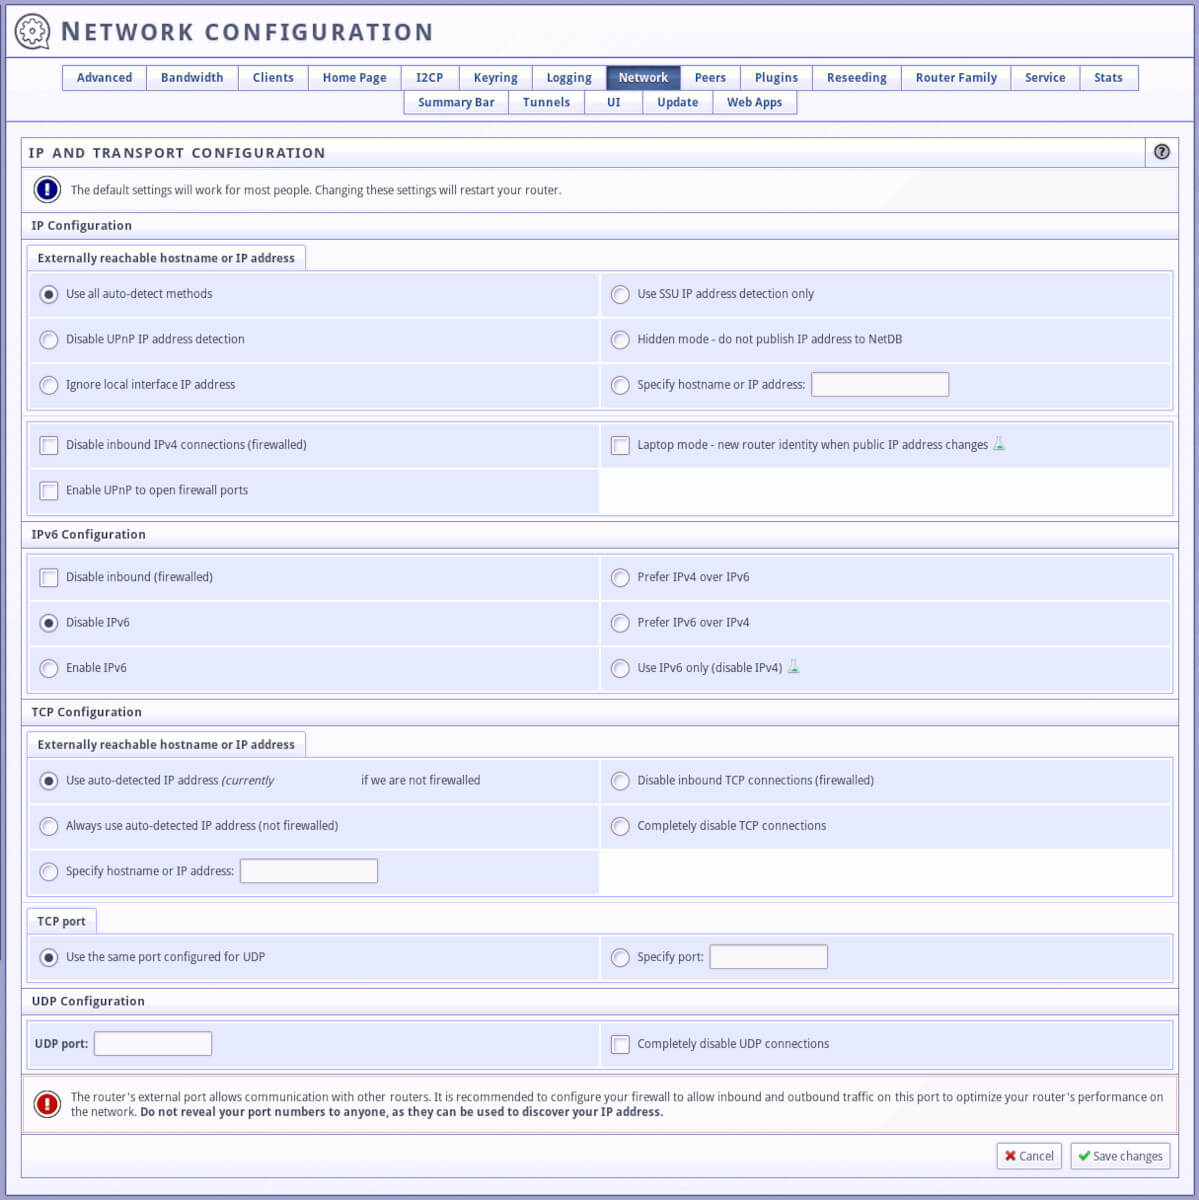 NETWORK CONFIGURATION
Advanced Bandwidth Clients Home Page I2CP Keyring Logging Network Peers Plugins Reseeding Router Family Service Stats
Summary Bar Tunnels UI Update Web Apps
IP AND TRANSPORT CONFIGURATION ?
The default settings will work for most people. Changing these settings will restart your router.
IP Configuration
Externally reachable hostname or IP address
Use all auto-detect methods Use SSU IP address detection only
Disable UPnP IP address detection Hidden mode - do not publish IP address to NetDB
Ignore local interface IP address Specify hostname or IP address:
Disable inbound IPv4 connections (firewalled) Laptop mode - new router identity when public IP address changes
Enable UPnP to open firewall ports
IPv6 Configuration
Disable inbound (firewalled) Prefer IPv4 over IPv6
Disable IPv6 Prefer IPv6 over IPv4
Enable IPv6 Use IPv6 only (disable IPv4)
TCP Configuration
Externally reachable hostname or IP address
Use auto-detected IP address (currently if we are not firewalled Disable inbound TCP connections (firewalled)
Always use auto-detected IP address (not firewalled) Completely disable TCP connections
Specify hostname or IP address:
TCP port
Use the same port configured for UDP Specify port:
UDP Configuration
UDP port: Completely disable UDP connections
The router's external port allows communication with other routers. It is recommended to configure your firewall to allow inbound and outbound traffic on this port to optimize your router's performance on
the network. Do not reveal your port numbers to anyone, as they can be used to discover your IP address.
Cancel Save changes